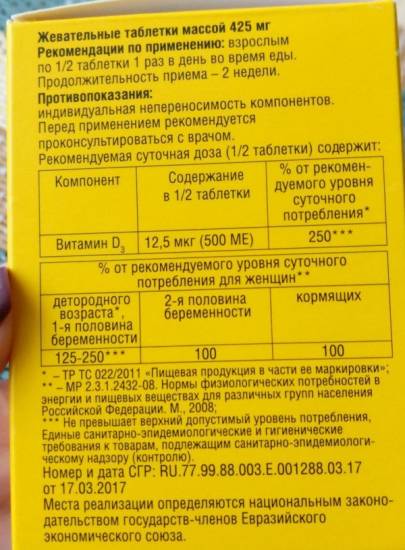 Жевательные таблетки массой 425 мг
Рекомендации по применению: взрослым
по 1/2 таблетки 1 раз в день во время еды.
Продолжительность приема – 2 недели.
Противопоказания:
индивидуальная непереносимость компонентов.
Перед применением рекомендуется
проконсультироваться с врачом.
Рекомендуемая суточная доза (1/2 таблетки) содержит:
Компонент
Содержание
в 1/2 таблетки
% от рекомен-
дуемого уровня
суточного
потребления*
Витамин D3
12,5 мкг (500 МЕ)
250***
% от рекомендуемого уровня суточного
потребления для женщин**
детородного
возраста*,
1-я половина
беременности
2-я половина
беременности
кормящих
125-250***
100
100
* – ТР ТС 022/2011 «Пищевая продукция в части ее маркировки»;
** – МР 2.3.1.2432-08. Нормы физиологических потребностей в
энергии и пищевых веществах для различных групп населения
Российской Федерации. М., 2008;
*** Не превышает верхний допустимый уровень потребления,
Единые санитарно-эпидемиологические и гигиенические
требования к товарам, подлежащим санитарно-эпидемиологи-
ческому надзору (контролю).
Номер и дата СГР: RU.77.99.88.003.Е.001288.03.17
от 17.03.2017
Места реализации определяются национальным законо-
дательством государств-членов Евразийского
экономического союза.